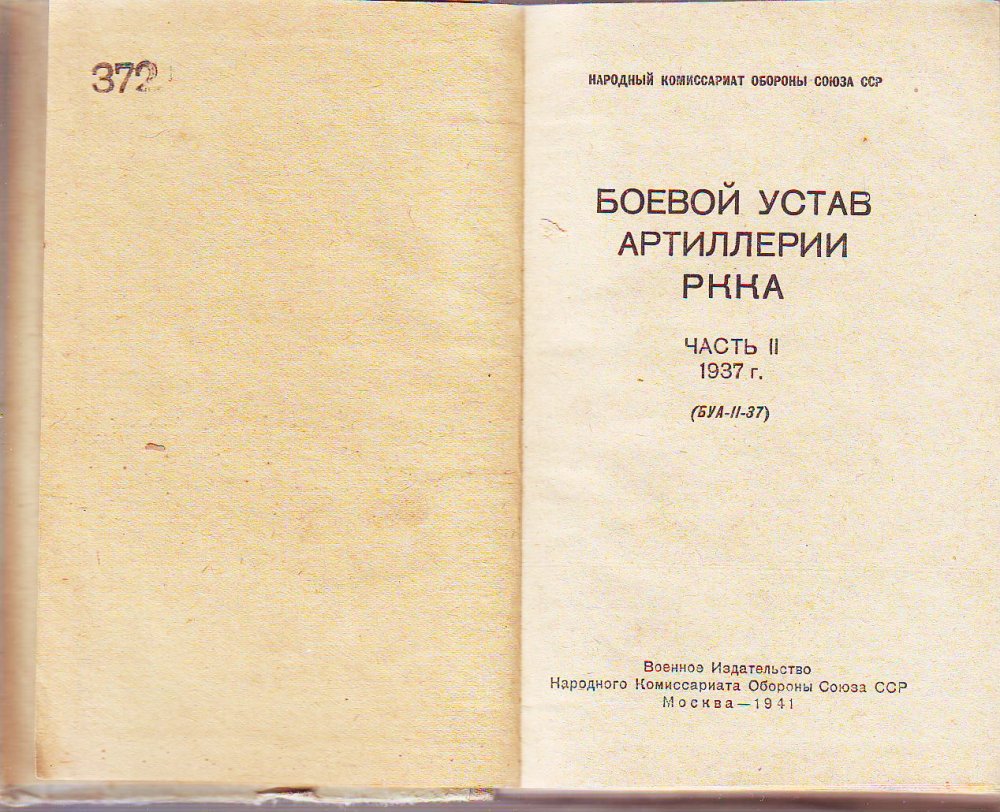 372
НАРОДНЫЙ КОМИССАРИАТ ОБОРОНЫ СОЮЗА ССР
БОЕВОЙ УСТАВ
АРТИЛЛЕРИИ
РККА
ЧАСТЬ II
1937 г.
(БУА-II-37)
Военное Издательство
Народного Комиссариата Обороны Союза ССР
Москва—1941